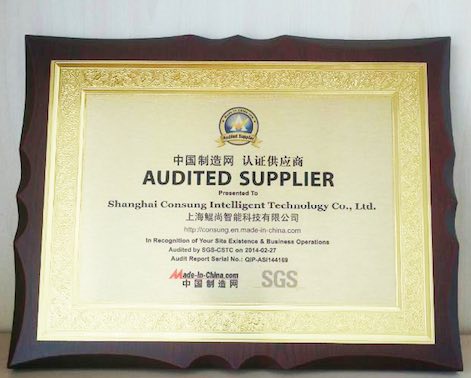 Audited Supplier
中国制造网 认证供应商
AUDITED SUPPLIER
Presented To
Shanghai Consung Intclligent Technology Co., Ltd.
上海鲲尚智能科技有限公司
http://consung.en.made-in-china.com
In Recognition of Your Site Existence & Business Operations
Audited by SGS-CSTC on 2014-02-27
Audit Report Serial No.: QIP-ASI144169
Made-in-China.com
中国制造网
SGS